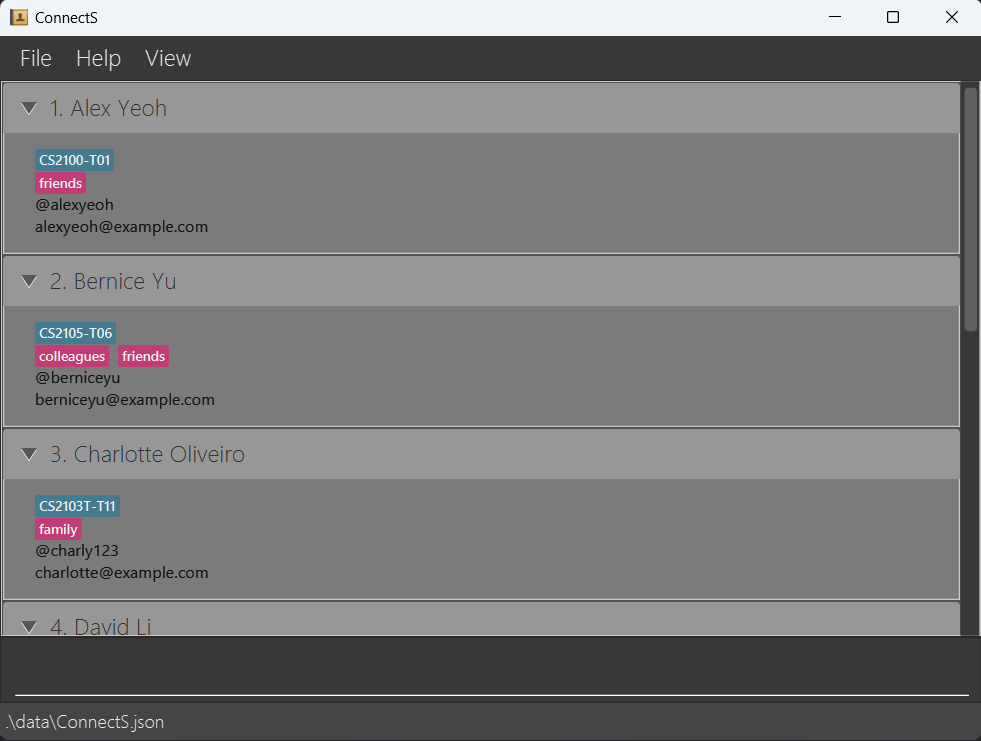 ConnectS
File Help View
1. Alex Yeoh
CS2100-T01
friends
@alexyeoh
alexyeoh@example.com
2. Bernice Yu
CS2105-T06
colleagues friends
@berniceyu
berniceyu@example.com
3. Charlotte Oliveiro
CS2103T-T11
family
@charly123
charlotte@example.com
4. David Li
.\data\ConnectS.json